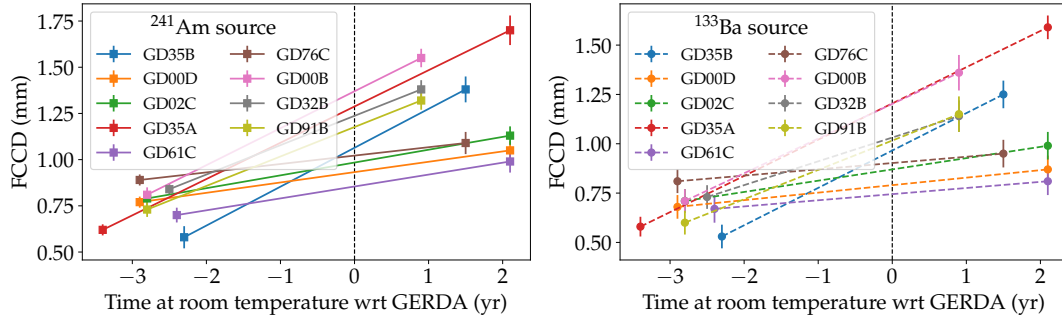 ²⁴¹Am source
GD35B
GD00D
GD02C
GD35A
GD61C
GD76C
GD00B
GD32B
GD91B
1.75
1.50
1.25
1.00
0.75
0.50
FCCD (mm)
−3
−2
−1
0
1
2
Time at room temperature wrt GERDA (yr)
¹³³Ba source
GD35B
GD00D
GD02C
GD35A
GD61C
GD76C
GD00B
GD32B
GD91B
1.50
1.25
1.00
0.75
0.50
FCCD (mm)
−3
−2
−1
0
1
2
Time at room temperature wrt GERDA (yr)